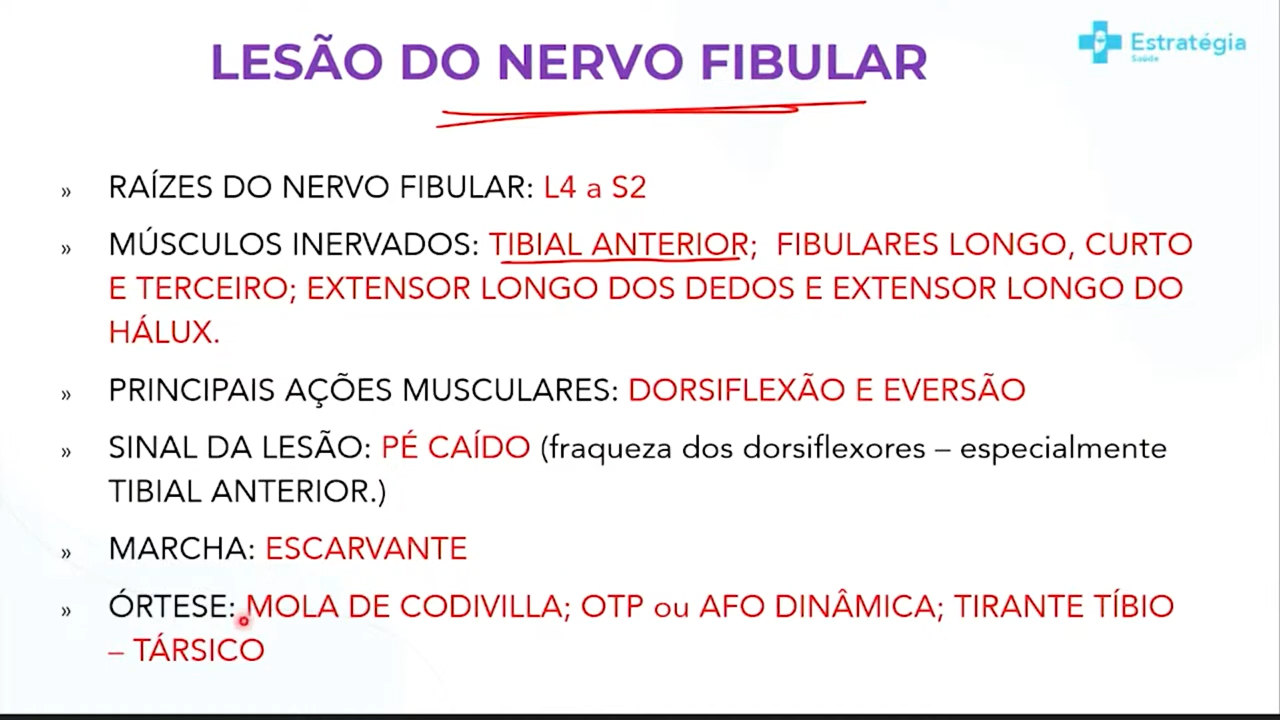 LESÃO DO NERVO FIBULAR
Estratégia
Saúde
» RAÍZES DO NERVO FIBULAR: L4 a S2
» MÚSCULOS INERVADOS: TIBIAL ANTERIOR; FIBULARES LONGO, CURTO
E TERCEIRO; EXTENSOR LONGO DOS DEDOS E EXTENSOR LONGO DO
HÁLUX.
» PRINCIPAIS AÇÕES MUSCULARES: DORSIFLEXÃO E EVERSÃO
» SINAL DA LESÃO: PÉ CAÍDO (fraqueza dos dorsiflexores – especialmente
TIBIAL ANTERIOR.)
» MARCHA: ESCARVANTE
» ÓRTESE: MOLA DE CODIVILLA; OTP ou AFO DINÂMICA; TIRANTE TÍBIO
– TÁRSICO